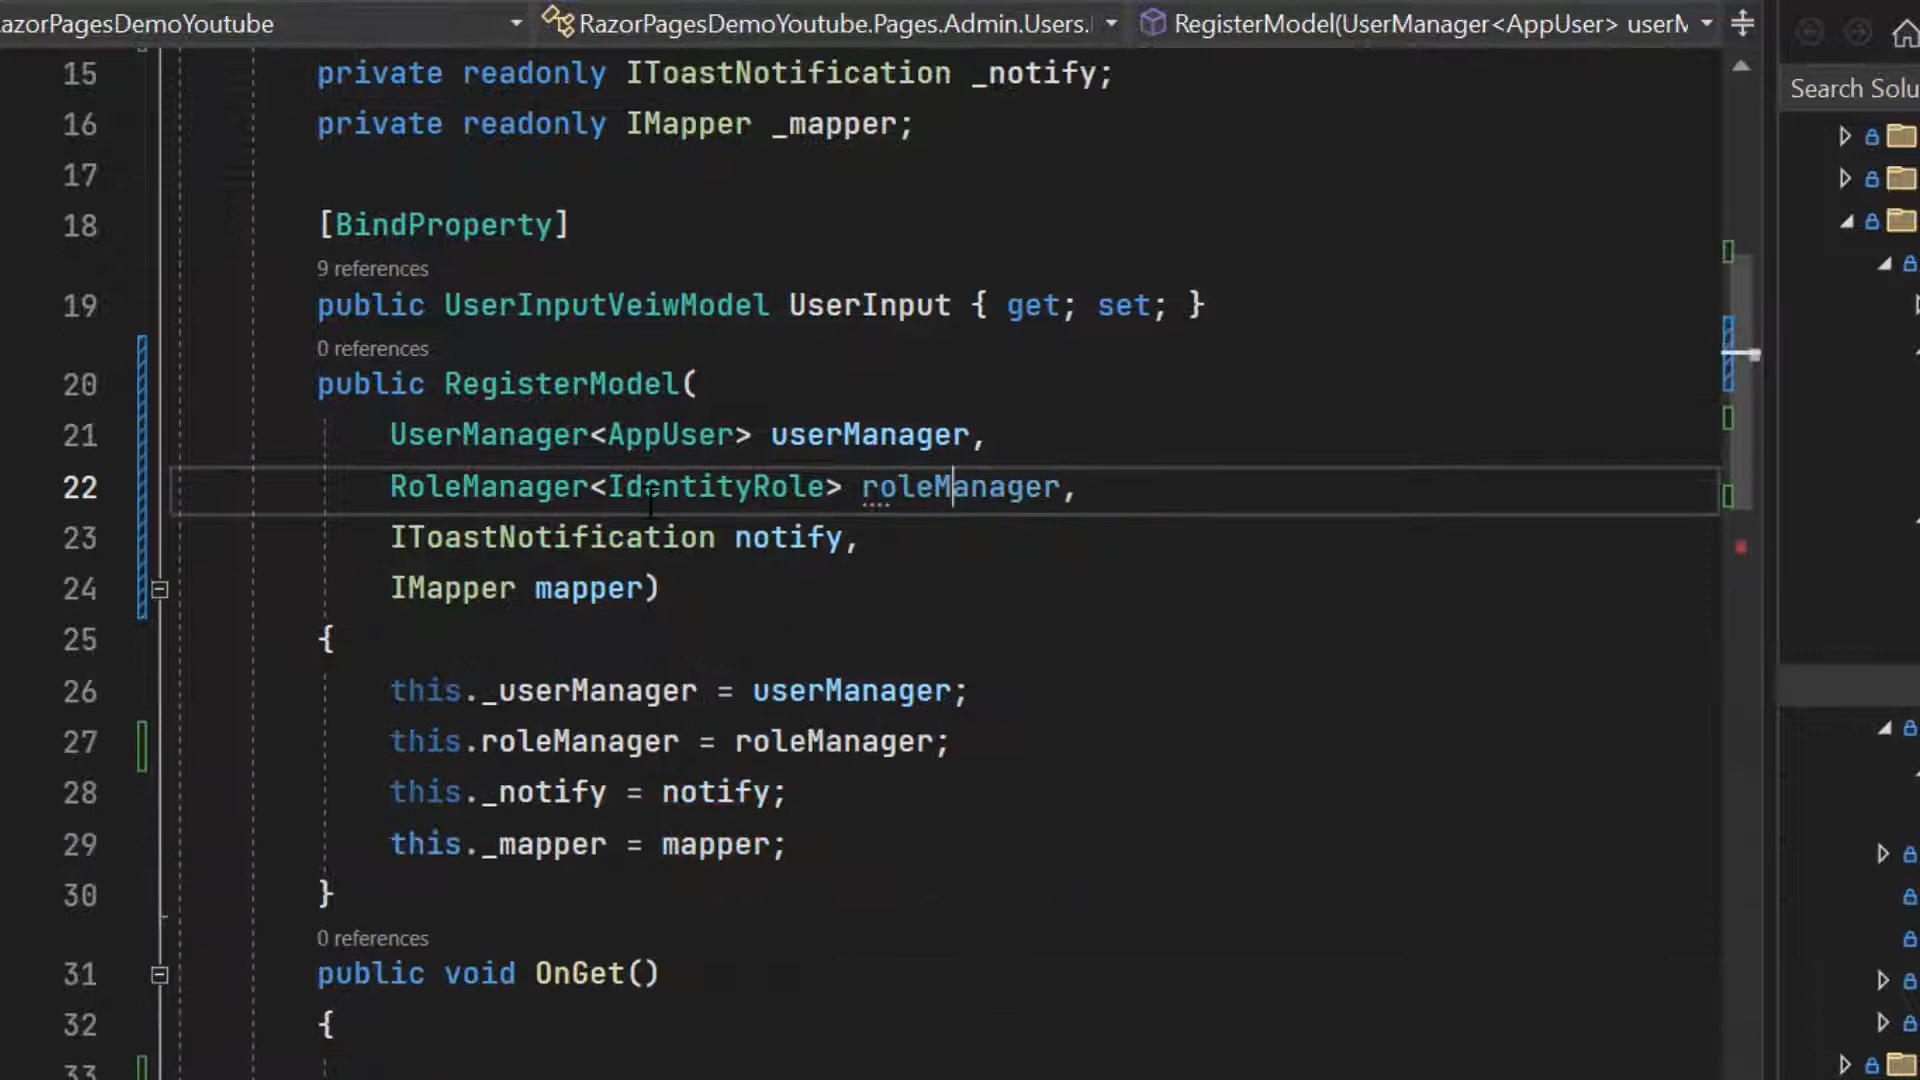 azorPagesDemoYoutube
RazorPagesDemoYoutube.Pages.Admin.Users.
RegisterModel(UserManager<AppUser> userM
Search Solu
15 private readonly IToastNotification _notify;
16 private readonly IMapper _mapper;
17
18 [BindProperty]
9 references
19 public UserInputVeiwModel UserInput { get; set; }
0 references
20 public RegisterModel(
21 UserManager<AppUser> userManager,
22 RoleManager<IdentityRole> roleManager,
23 IToastNotification notify,
24 IMapper mapper)
25 {
26 this._userManager = userManager;
27 this.roleManager = roleManager;
28 this._notify = notify;
29 this._mapper = mapper;
30 }
0 references
31 public void OnGet()
32 {
33